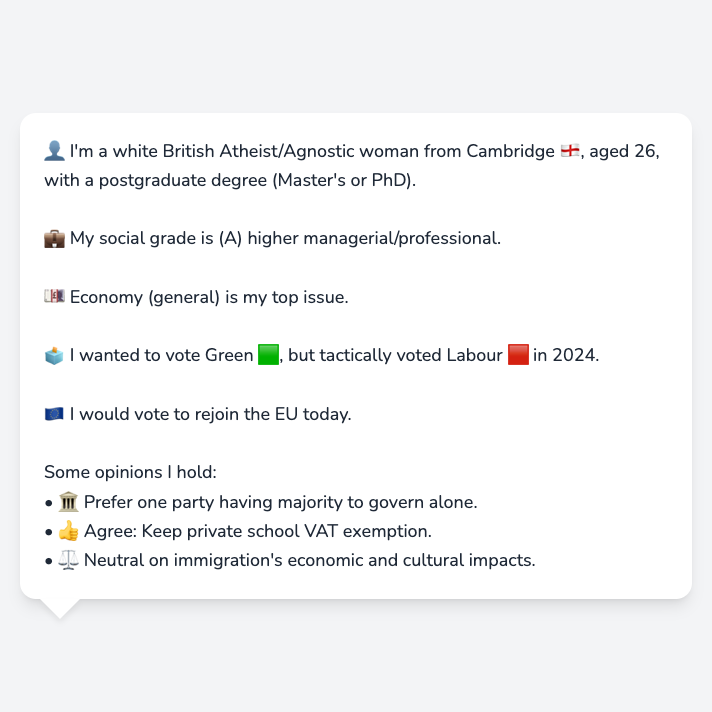 👤 I'm a white British Atheist/Agnostic woman from Cambridge 🏴󠁧󠁢󠁥󠁮󠁧󠁿, aged 26,
with a postgraduate degree (Master's or PhD).
💼 My social grade is (A) higher managerial/professional.
💷 Economy (general) is my top issue.
🗳️ I wanted to vote Green 🟩, but tactically voted Labour 🟥 in 2024.
🇪🇺 I would vote to rejoin the EU today.
Some opinions I hold:
• 🏛️ Prefer one party having majority to govern alone.
• 👍 Agree: Keep private school VAT exemption.
• ⚖️ Neutral on immigration's economic and cultural impacts.